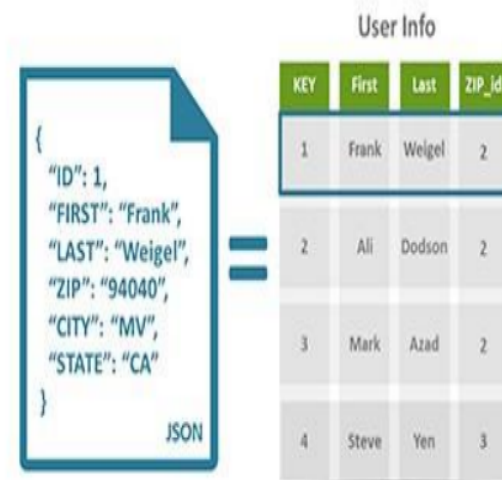 {
"ID": 1,
"FIRST": "Frank",
"LAST": "Weigel",
"ZIP": "94040",
"CITY": "MV",
"STATE": "CA"
}
JSON
User Info
KEY First Last ZIP_id
1 Frank Weigel 2
2 Ali Dodson 2
3 Mark Azad 2
4 Steve Yen 3